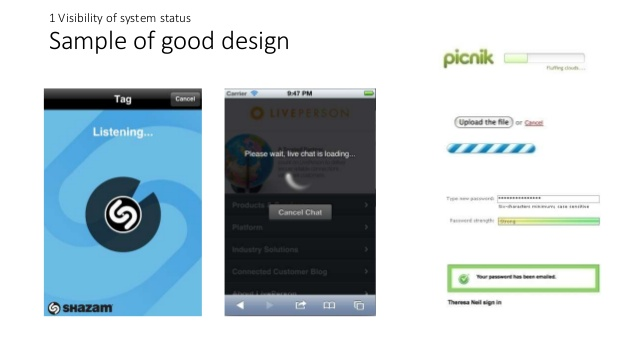 1 Visibility of system status
Sample of good design
Tag
Cancel
Listening...
SHAZAM
Carrier
9:47 PM
LIVEPERSON
Please wait, live chat is loading...
Cancel Chat
Products &
Platform
Industry Solutions
Connected Customer Blog
About LivePerson
picnik
Fluffing clouds...
Upload the file or Cancel
Type new password:
Six-characters minimum; case sensitive
Password strength: Strong
Your password has been emailed.
Theresa Neil sign in